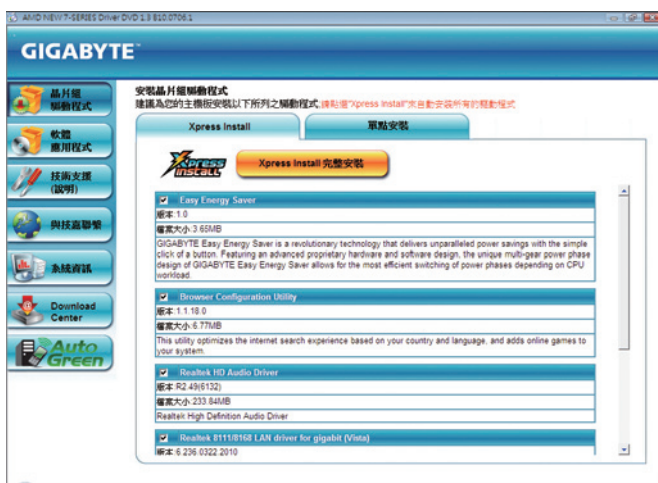 AMD NEW 7-SERIES Driver DVD 1.3 B10.0706.1
GIGABYTE™
晶片組
驅動程式
軟體
應用程式
技術支援
(說明)
與技嘉聯繫
系統資訊
Download
Center
Auto
Green
安裝晶片組驅動程式
建議為您的主機板安裝以下所列之驅動程式,請點選"Xpress Install"來自動安裝所有的驅動程式
Xpress Install
單點安裝
Xpress
INSTALL
Xpress Install 完整安裝
Easy Energy Saver
版本:1.0
檔案大小:3.65MB
GIGABYTE Easy Energy Saver is a revolutionary technology that delivers unparalleled power savings with the simple
click of a button. Featuring an advanced proprietary hardware and software design, the unique multi-gear power phase
design of GIGABYTE Easy Energy Saver allows for the most efficient switching of power phases depending on CPU
workload.
Browser Configuration Utility
版本:1.1.18.0
檔案大小:6.77MB
This utility optimizes the internet search experience based on your country and language, and adds online games to
your system.
Realtek HD Audio Driver
版本:R2.49(6132)
檔案大小:233.84MB
Realtek High Definition Audio Driver
Realtek 8111/8168 LAN driver for gigabit (Vista)
版本:6.236.0322.2010